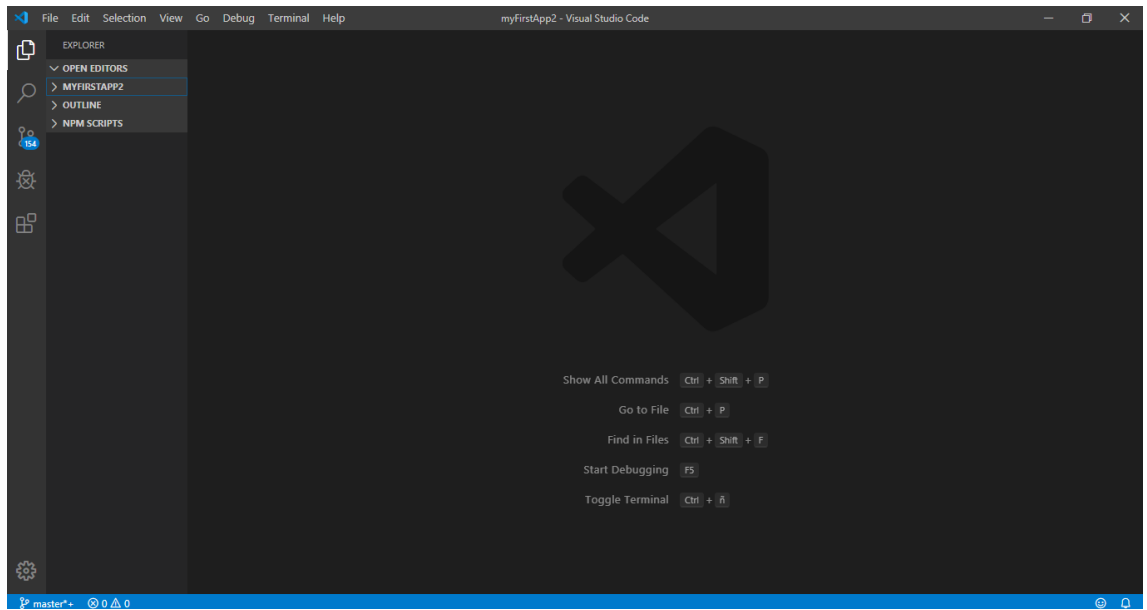 File Edit Selection View Go Debug Terminal Help myFirstApp2 - Visual Studio Code
EXPLORER
OPEN EDITORS
MYFIRSTAPP2
OUTLINE
NPM SCRIPTS
154
Show All Commands Ctrl + Shift + P
Go to File Ctrl + P
Find in Files Ctrl + Shift + F
Start Debugging F5
Toggle Terminal Ctrl + ñ
master*+ 0 0